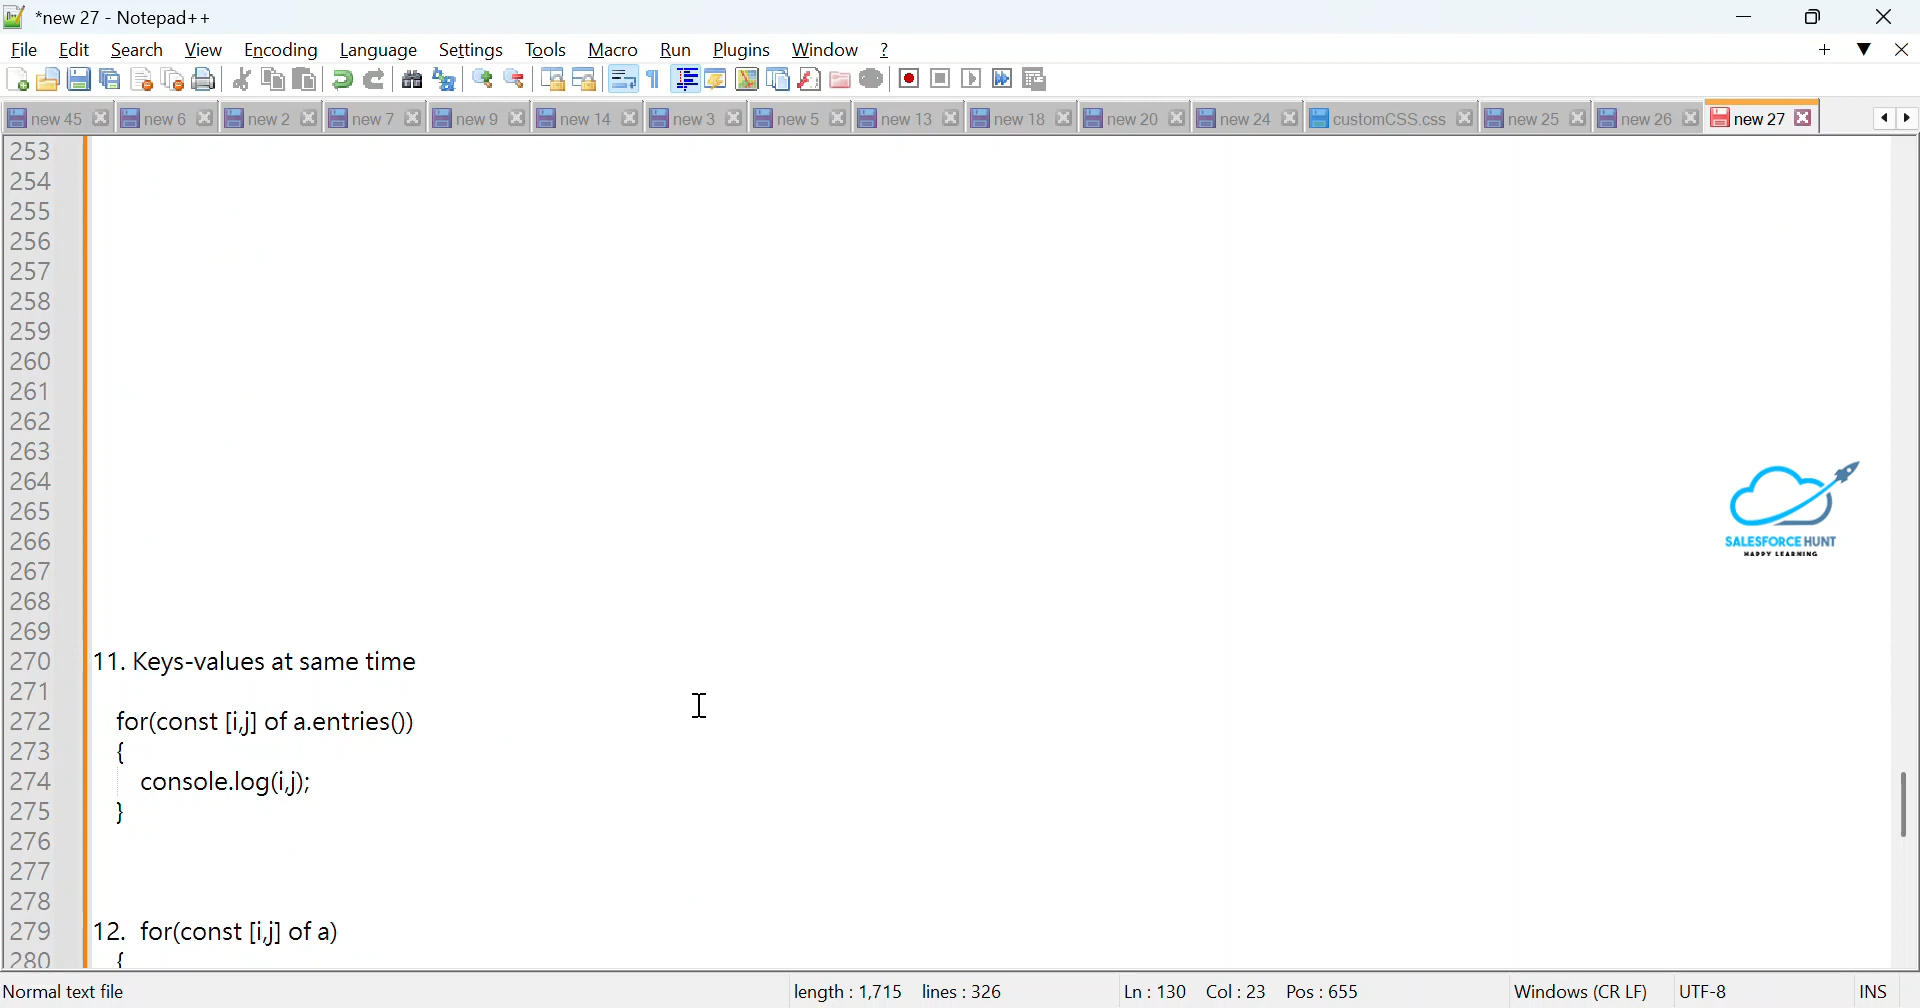 *new 27 - Notepad++
File Edit Search View Encoding Language Settings Tools Macro Run Plugins Window ?
new 45 new 6 new 2 new 7 new 9 new 14 new 3 new 5 new 13 new 18 new 20 new 24 customCSS.css new 25 new 26 new 27
253
254
255
256
257
258
259
260
261
262
263
264
265
266
267
268
269
270 11. Keys-values at same time
271
272 for(const [i,j] of a.entries())
273 {
274 console.log(i,j);
275 }
276
277
278
279 12. for(const [i,j] of a)
280 {
SALESFORCE HUNT
HAPPY LEARNING
Normal text file length : 1,715 lines : 326 Ln : 130 Col : 23 Pos : 655 Windows (CR LF) UTF-8 INS